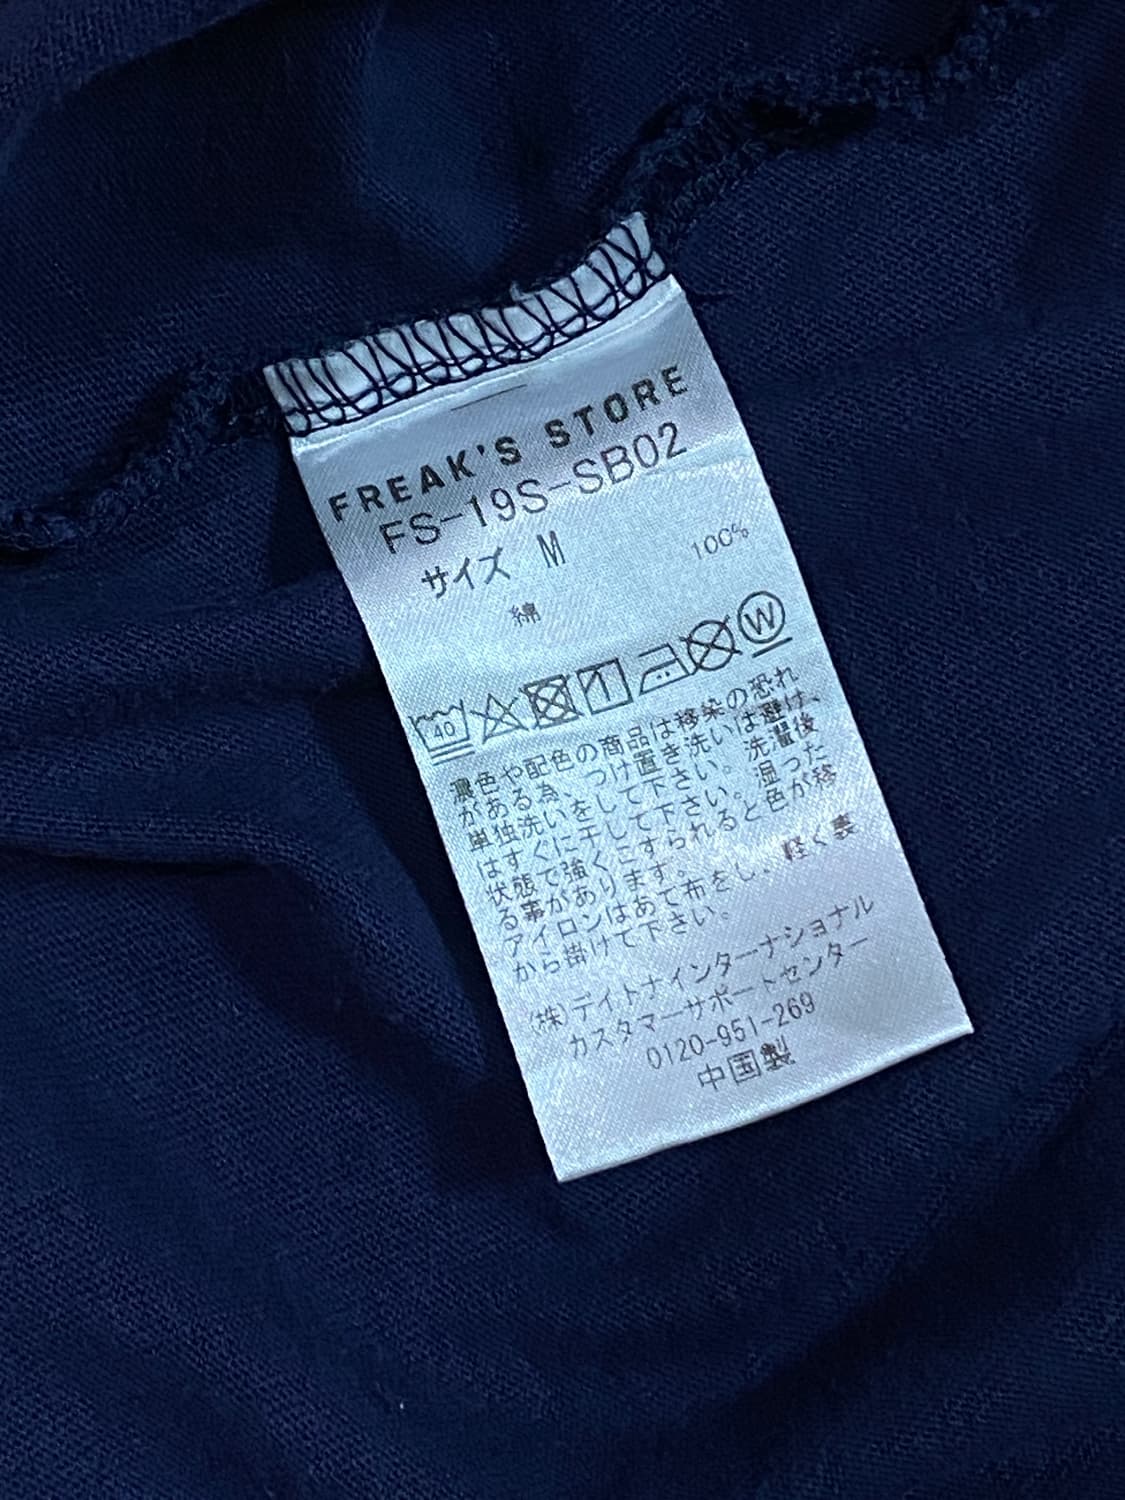 FREAK'S STORE
FS-19S-SB02
サイズ M
綿 100%
40
W
濃色や配色の商品は移染の恐れ
がある為、つけ置き洗いは避け、
単独洗いをして下さい。洗濯後
はすぐに干して下さい。湿った
状態で強くこすられると色が移
る事があります。
アイロンはあて布をし、軽く裏
から掛けて下さい。
(株)デイトナインターナショナル
カスタマーサポートセンター
0120-951-269
中国製